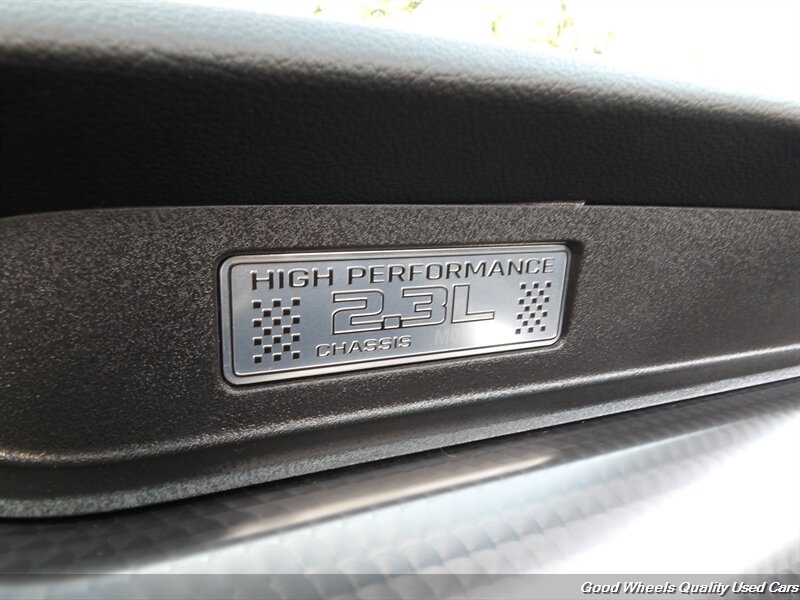 HIGH PERFORMANCE
2.3L
CHASSIS
Good Wheels Quality Used Cars